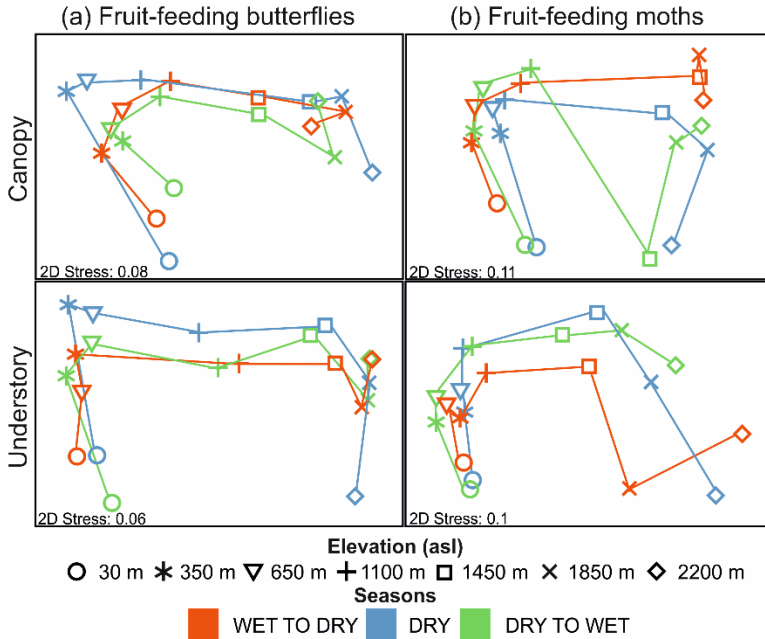 (a) Fruit-feeding butterflies
(b) Fruit-feeding moths
Canopy
2D Stress: 0.08
2D Stress: 0.11
Understory
2D Stress: 0.06
2D Stress: 0.1
Elevation (asl)
30 m 350 m 650 m 1100 m 1450 m 1850 m 2200 m
Seasons
WET TO DRY DRY DRY TO WET